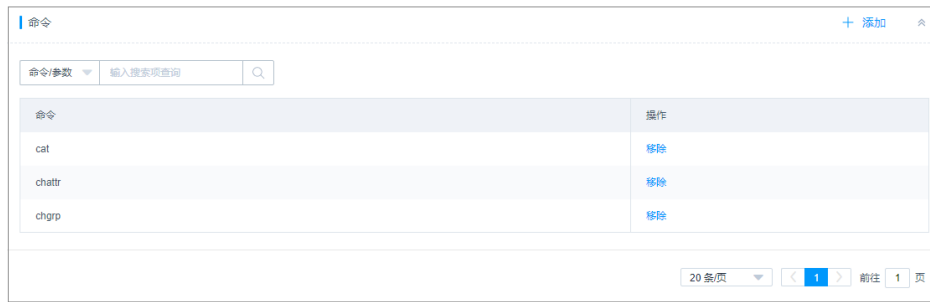 命令 添加
命令/参数 输入搜索项查询
命令 操作
cat 移除
chattr 移除
chgrp 移除
20 条/页 1 前往 1 页